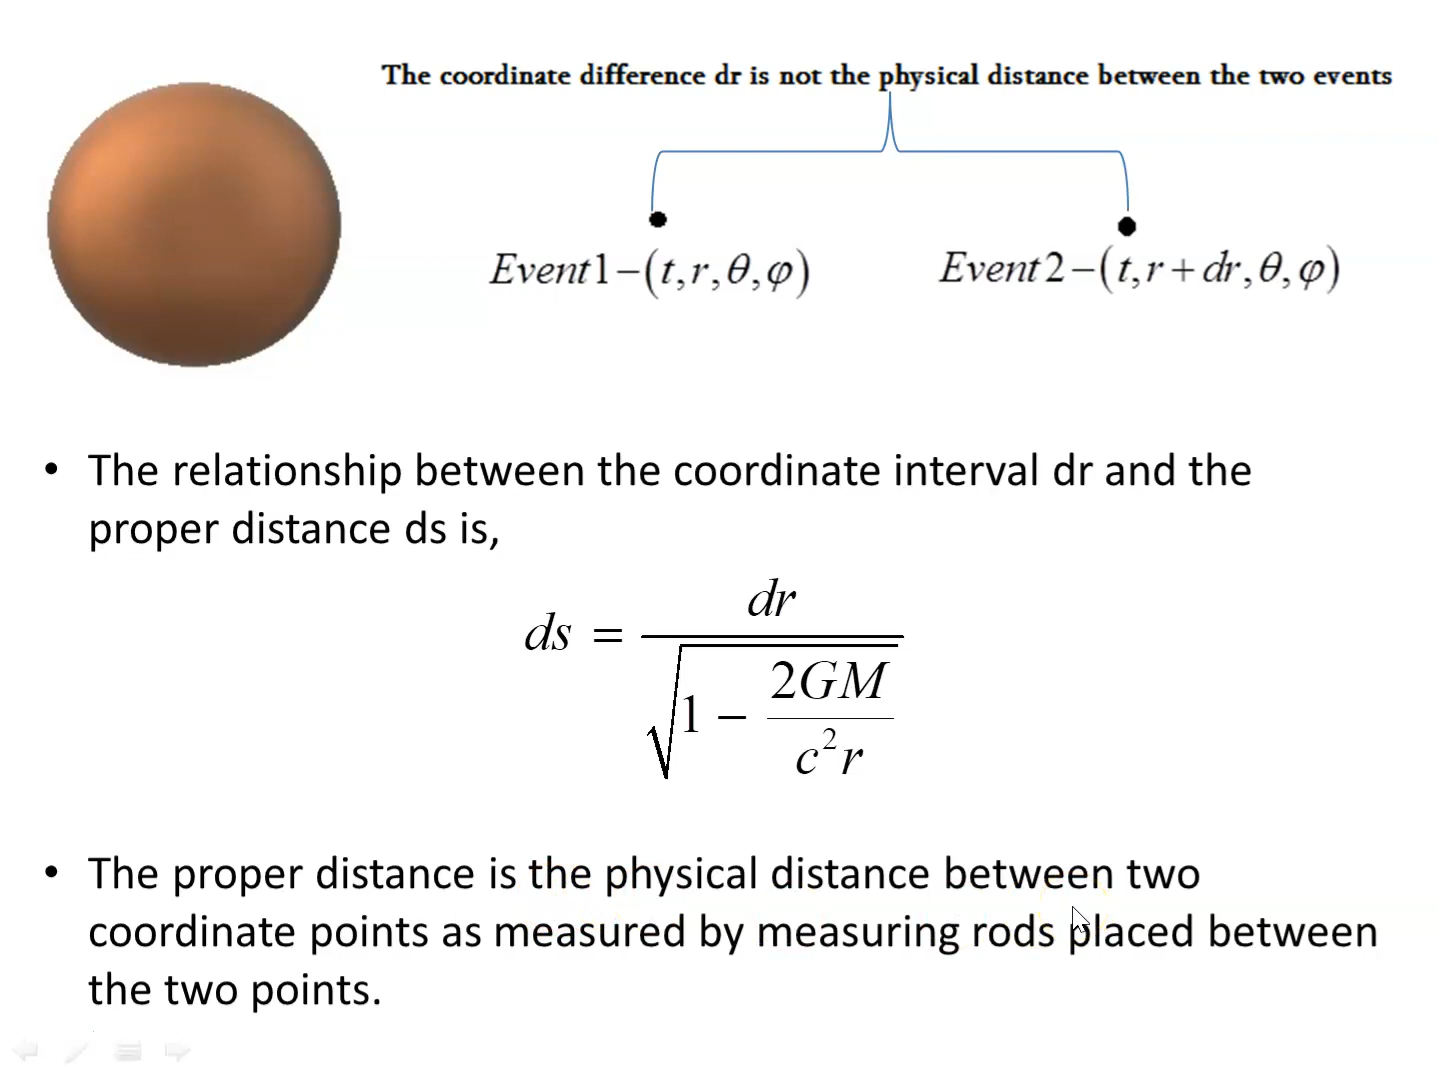 The coordinate difference dr is not the physical distance between the two events
Event1−(t,r,θ,φ)
Event2−(t,r+dr,θ,φ)
• The relationship between the coordinate interval dr and the
proper distance ds is,
ds = dr / √(1 − 2GM / c²r)
• The proper distance is the physical distance between two
coordinate points as measured by measuring rods placed between
the two points.